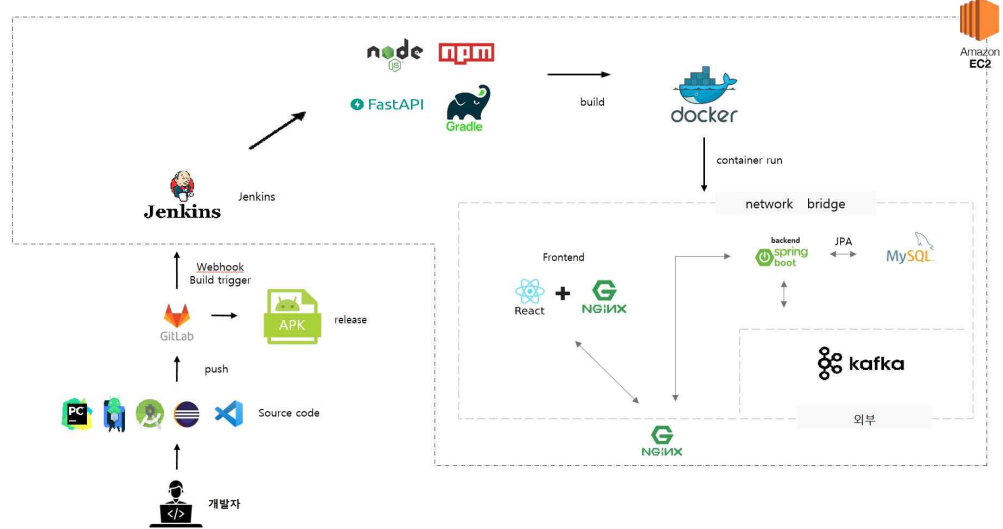 Amazon
EC2
node
JS
npm
FastAPI
Gradle
build
docker
container run
Jenkins
Jenkins
network bridge
Webhook
Build trigger
Frontend
backend
spring
boot
JPA
MySQL
React
+
NGINX
GitLab
APK
release
kafka
push
PC
Source code
외부
NGINX
개발자